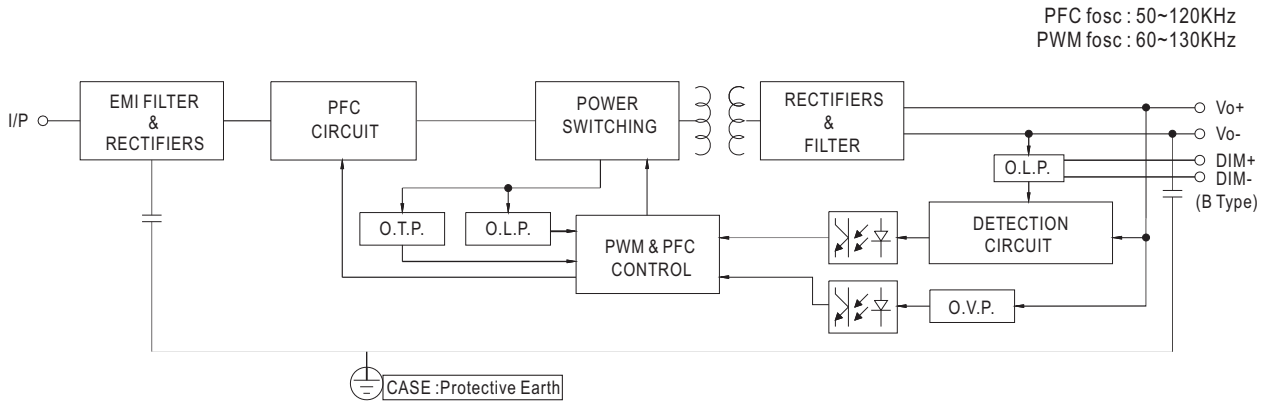 PFC fosc : 50~120KHz
PWM fosc : 60~130KHz
I/P
EMI FILTER
&
RECTIFIERS
PFC
CIRCUIT
POWER
SWITCHING
RECTIFIERS
&
FILTER
Vo+
Vo-
DIM+
DIM-
(B Type)
O.L.P.
O.T.P.
O.L.P.
PWM & PFC
CONTROL
DETECTION
CIRCUIT
O.V.P.
CASE :Protective Earth